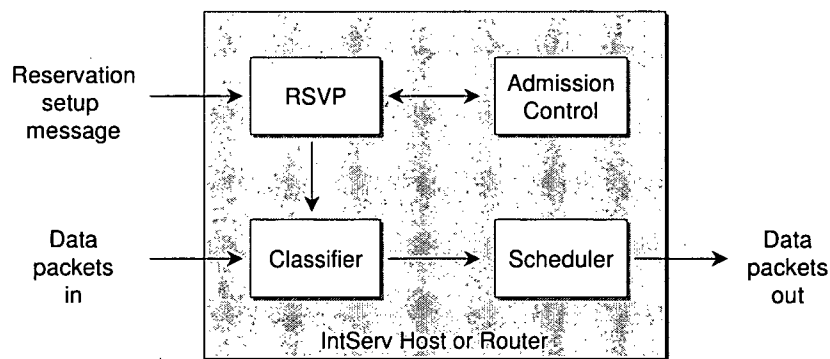 Reservation
setup
message
RSVP
Admission
Control
Data
packets
in
Classifier
Scheduler
Data
packets
out
IntServ Host or Router